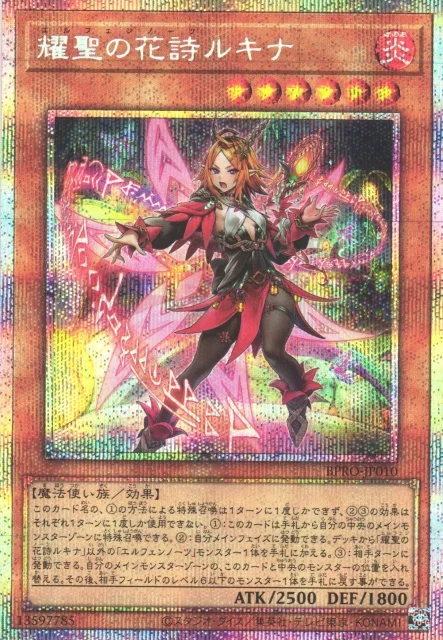 耀聖の花詩ルキナ
炎
BPRO-JP010
【魔法使い族／効果】
このカード名の、①の方法による特殊召喚は1ターンに1度しかできず、②③の効果は
それぞれ1ターンに1度しか使用できない。①：このカードは手札から自分の中央のメインモ
ンスターゾーンに特殊召喚できる。②：自分メインフェイズに発動できる。デッキから「耀聖の
花詩ルキナ」以外の「エルフェンノーツ」モンスター1体を手札に加える。③：相手ターンに
発動できる。自分のメインモンスターゾーンの、このカードと中央のモンスターの位置を入れ
替える。その後、相手フィールドのレベル6以下のモンスター1体を手札に戻す事ができる。
ATK/2500 DEF/1800
13597785 ©スタジオ・ダイス／集英社・テレビ東京・KONAMI